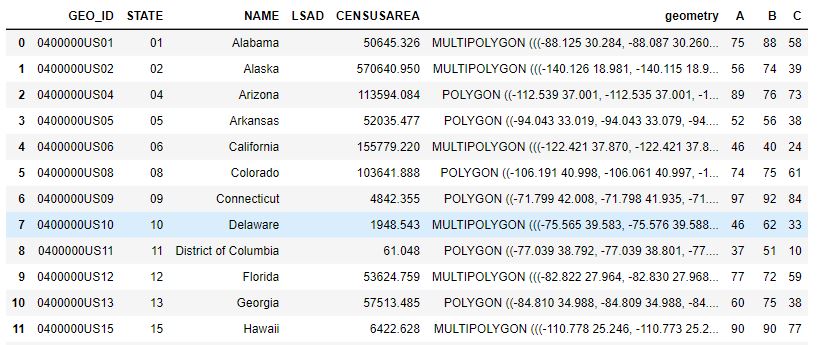 GEO_ID STATE NAME LSAD CENSUSAREA geometry A B C
0 0400000US01 01 Alabama 50645.326 MULTIPOLYGON (((-88.125 30.284, -88.087 30.260... 75 88 58
1 0400000US02 02 Alaska 570640.950 MULTIPOLYGON (((-140.126 18.981, -140.115 18.9... 56 74 39
2 0400000US04 04 Arizona 113594.084 POLYGON ((-112.539 37.001, -112.535 37.001, -1... 89 76 73
3 0400000US05 05 Arkansas 52035.477 POLYGON ((-94.043 33.019, -94.043 33.079, -94.... 52 56 38
4 0400000US06 06 California 155779.220 MULTIPOLYGON (((-122.421 37.870, -122.421 37.8... 46 40 24
5 0400000US08 08 Colorado 103641.888 POLYGON ((-106.191 40.998, -106.061 40.997, -1... 74 75 61
6 0400000US09 09 Connecticut 4842.355 POLYGON ((-71.799 42.008, -71.798 41.935, -71.... 97 92 84
7 0400000US10 10 Delaware 1948.543 MULTIPOLYGON (((-75.565 39.583, -75.576 39.588... 46 62 33
8 0400000US11 11 District of Columbia 61.048 POLYGON ((-77.039 38.792, -77.039 38.801, -77.... 37 51 10
9 0400000US12 12 Florida 53624.759 MULTIPOLYGON (((-82.822 27.964, -82.830 27.968... 77 72 59
10 0400000US13 13 Georgia 57513.485 POLYGON ((-84.810 34.988, -84.809 34.988, -84.... 60 75 38
11 0400000US15 15 Hawaii 6422.628 MULTIPOLYGON (((-110.778 25.246, -110.773 25.2... 90 90 77